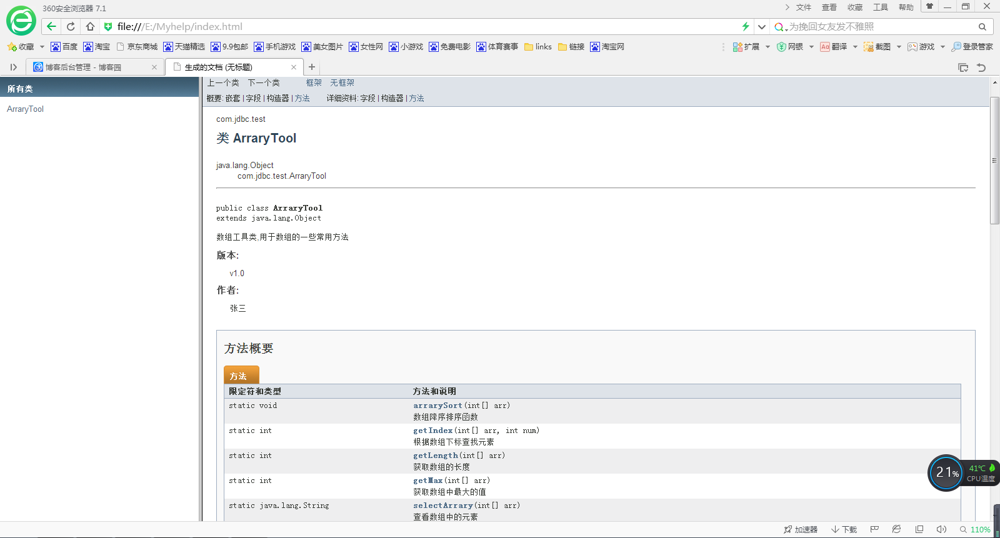 360安全浏览器 7.1
文件 查看 收藏 工具 帮助
file:///E:/Myhelp/index.html
为挽回女友发不雅照
收藏 百度 淘宝 京东商城 天猫精选 9.9包邮 手机游戏 美女图片 女性网 小游戏 免费电影 体育赛事 links 链接 淘宝网
扩展 网银 Aa 翻译 截图 游戏 登录管家
博客后台管理 - 博客园
生成的文档 (无标题)
所有类
ArraryTool
上一个类 下一个类 框架 无框架
概要: 嵌套 | 字段 | 构造器 | 方法 详细资料: 字段 | 构造器 | 方法
com.jdbc.test
类 ArraryTool
java.lang.Object
com.jdbc.test.ArraryTool
public class ArraryTool
extends java.lang.Object
数组工具类,用于数组的一些常用方法
版本:
v1.0
作者:
张三
方法概要
方法
限定符和类型 方法和说明
static void arrarySort(int[] arr)
数组降序排序函数
static int getIndex(int[] arr, int num)
根据数组下标查找元素
static int getLength(int[] arr)
获取数组的长度
static int getMax(int[] arr)
获取数组中最大的值
static java.lang.String selectArrary(int[] arr)
查看数组中的元素
21%
41℃
CPU温度
加速器 下载 110%